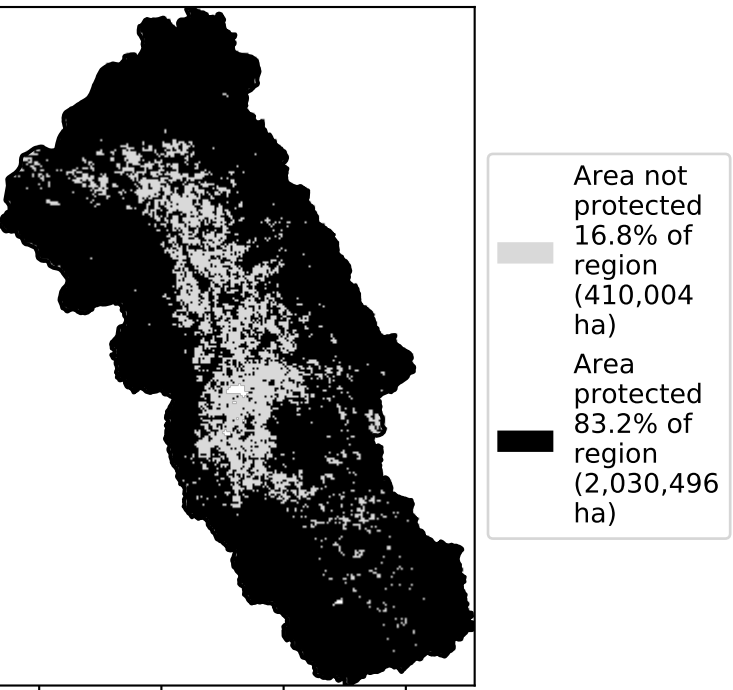 Area not
protected
16.8% of
region
(410,004
ha)
Area
protected
83.2% of
region
(2,030,496
ha)